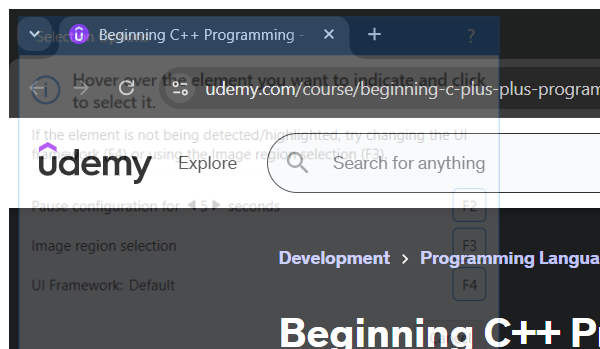 Beginning C++ Programming -
Selection Options
?
Hover over the element you want to indicate and click
to select it.
udemy.com/course/beginning-c-plus-plus-program
If the element is not being detected/highlighted, try changing the UI
framework (F4) or using the Image region selection (F3).
udemy
Explore
Search for anything
Pause configuration for 5 seconds
F2
Image region selection
F3
Development > Programming Langua
UI Framework: Default
F4
Beginning C++ P